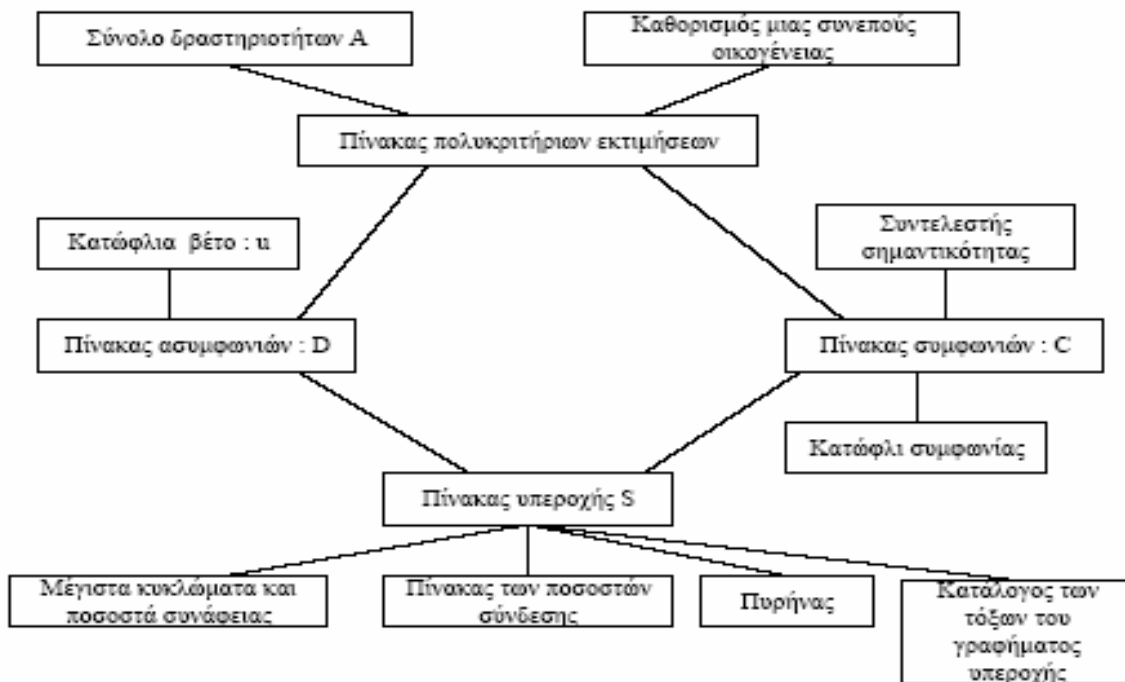 Σύνολο δραστηριοτήτων Α
Καθορισμός μιας συνεπούς
οικογένειας
Πίνακας πολυκριτήριων εκτιμήσεων
Κατώφλια βέτο : u
Συντελεστής
σημαντικότητας
Πίνακας ασυμφωνιών : D
Πίνακας συμφωνιών : C
Κατώφλι συμφωνίας
Πίνακας υπεροχής S
Μέγιστα κυκλώματα και
ποσοστά συνάφειας
Πίνακας των ποσοστών
σύνδεσης
Πυρήνας
Κατάλογος των
τόξων του
γραφήματος
υπεροχής